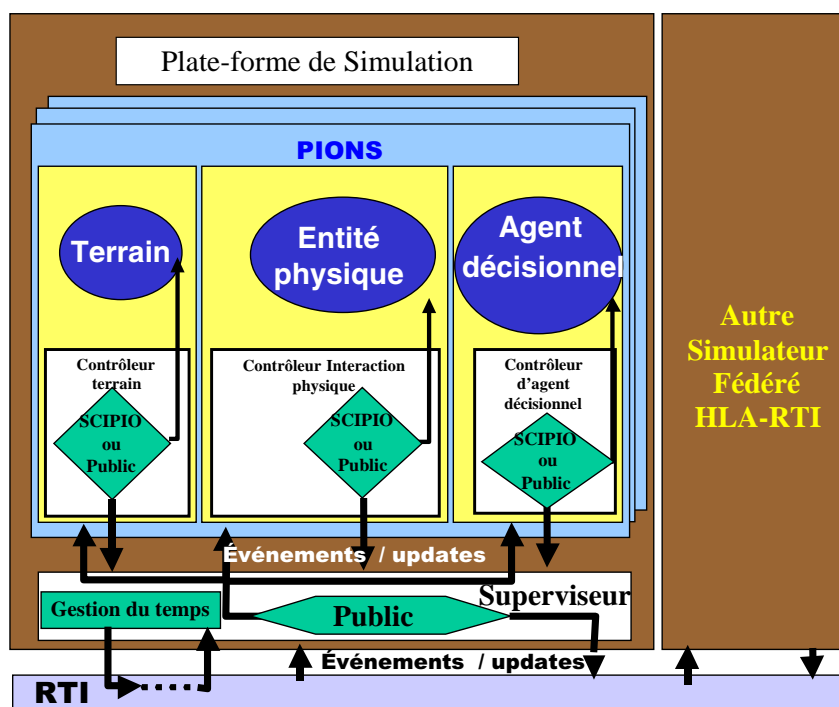 Plate-forme de Simulation
PIONS
Terrain
Entité
physique
Agent
décisionnel
Contrôleur
terrain
SCIPIO
ou
Public
Contrôleur Interaction
physique
SCIPIO
ou
Public
Contrôleur
d'agent
décisionnel
SCIPIO
ou
Public
Événements / updates
Gestion du temps
Public
Superviseur
Événements / updates
RTI
Autre
Simulateur
Fédéré
HLA-RTI